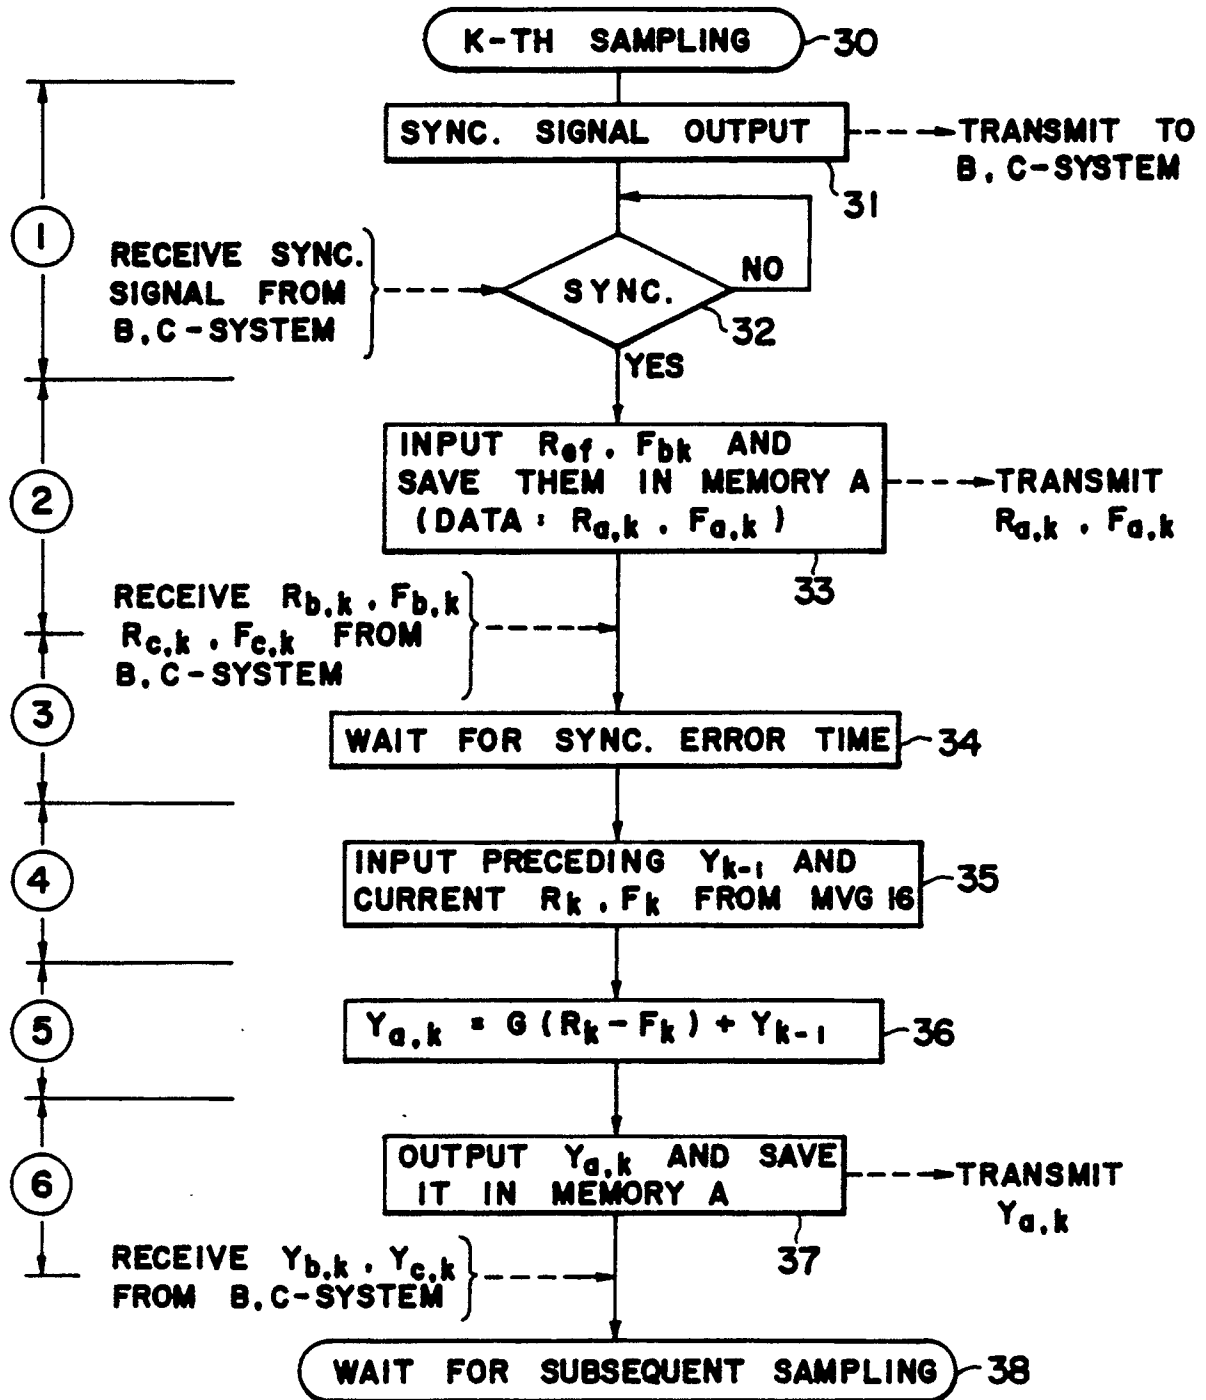 K-TH SAMPLING
30
SYNC. SIGNAL OUTPUT
31
TRANSMIT TO
B, C-SYSTEM
1
RECEIVE SYNC.
SIGNAL FROM
B, C-SYSTEM
SYNC.
NO
32
YES
2
INPUT Ref, Fbk AND
SAVE THEM IN MEMORY A
(DATA: Ra,k, Fa,k)
33
TRANSMIT
Ra,k, Fa,k
RECEIVE Rb,k, Fb,k
Rc,k, Fc,k FROM
B, C-SYSTEM
3
WAIT FOR SYNC. ERROR TIME
34
4
INPUT PRECEDING Yk-1 AND
CURRENT Rk, Fk FROM MVG 16
35
5
Ya,k = G (Rk-Fk) + Yk-1
36
6
OUTPUT Ya,k AND SAVE
IT IN MEMORY A
37
TRANSMIT
Ya,k
RECEIVE Yb,k, Yc,k
FROM B, C-SYSTEM
WAIT FOR SUBSEQUENT SAMPLING
38